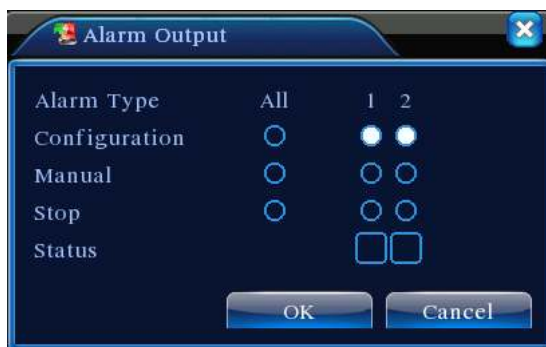 Alarm Output
Alarm Type All 1 2
Configuration
Manual
Stop
Status
OK Cancel